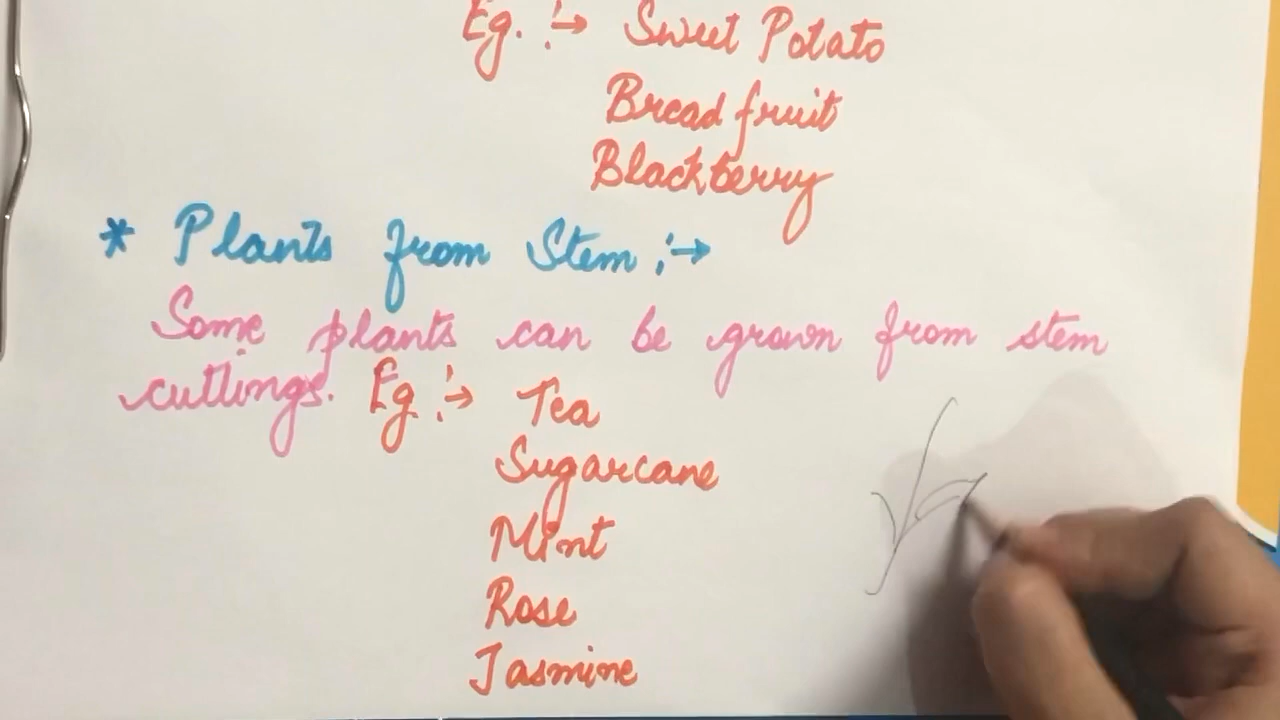 Eg. :→ Sweet Potato
Bread fruit
Blackberry
* Plants from Stem :→
Some plants can be grown from stem
cuttings. Eg :→ Tea
Sugarcane
Mint
Rose
Jasmine